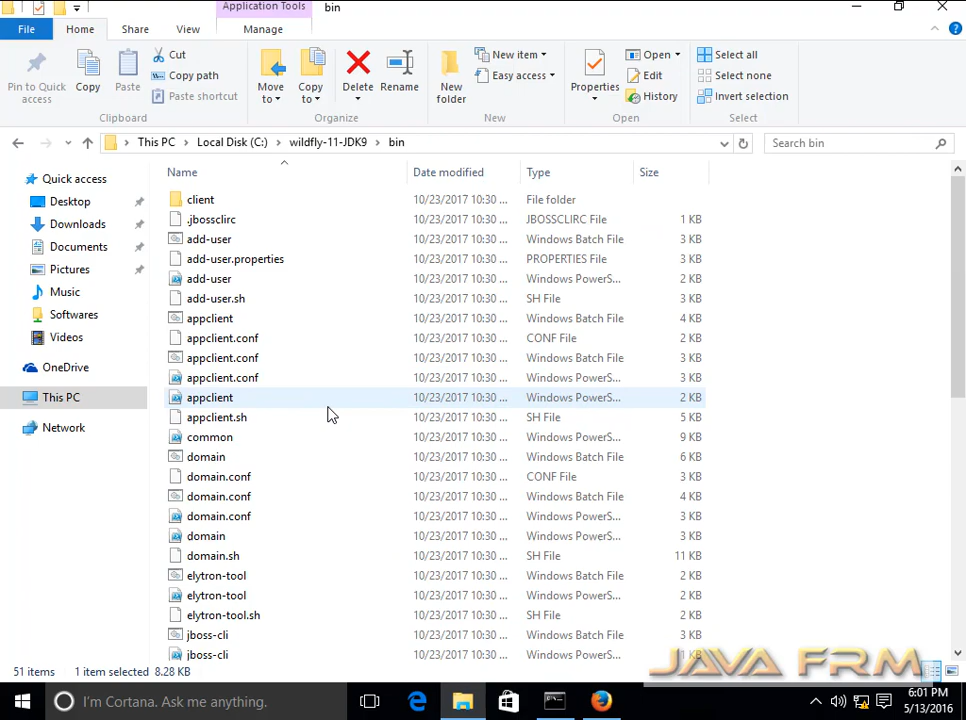 Application Tools
bin
File
Home
Share
View
Manage
Pin to Quick access
Copy
Paste
Cut
Copy path
Paste shortcut
Clipboard
Move to
Copy to
Delete
Rename
Organize
New folder
New item
Easy access
New
Properties
Open
Edit
History
Open
Select all
Select none
Invert selection
Select
This PC
Local Disk (C:)
wildfly-11-JDK9
bin
Search bin
Quick access
Desktop
Downloads
Documents
Pictures
Music
Softwares
Videos
OneDrive
This PC
Network
Name Date modified Type Size
client 10/23/2017 10:30 ... File folder
.jbossclirc 10/23/2017 10:30 ... JBOSSCLIRC File 1 KB
add-user 10/23/2017 10:30 ... Windows Batch File 3 KB
add-user.properties 10/23/2017 10:30 ... PROPERTIES File 3 KB
add-user 10/23/2017 10:30 ... Windows PowerS... 2 KB
add-user.sh 10/23/2017 10:30 ... SH File 3 KB
appclient 10/23/2017 10:30 ... Windows Batch File 4 KB
appclient.conf 10/23/2017 10:30 ... CONF File 2 KB
appclient.conf 10/23/2017 10:30 ... Windows Batch File 3 KB
appclient.conf 10/23/2017 10:30 ... Windows PowerS... 3 KB
appclient 10/23/2017 10:30 ... Windows PowerS... 2 KB
appclient.sh 10/23/2017 10:30 ... SH File 5 KB
common 10/23/2017 10:30 ... Windows PowerS... 9 KB
domain 10/23/2017 10:30 ... Windows Batch File 6 KB
domain.conf 10/23/2017 10:30 ... CONF File 2 KB
domain.conf 10/23/2017 10:30 ... Windows Batch File 4 KB
domain.conf 10/23/2017 10:30 ... Windows PowerS... 3 KB
domain 10/23/2017 10:30 ... Windows PowerS... 2 KB
domain.sh 10/23/2017 10:30 ... SH File 11 KB
elytron-tool 10/23/2017 10:30 ... Windows Batch File 2 KB
elytron-tool 10/23/2017 10:30 ... Windows PowerS... 2 KB
elytron-tool.sh 10/23/2017 10:30 ... SH File 2 KB
jboss-cli 10/23/2017 10:30 ... Windows Batch File 3 KB
jboss-cli 10/23/2017 10:30 ... Windows PowerS... 1 KB
51 items 1 item selected 8.28 KB
JAVA FRM
I'm Cortana. Ask me anything.
6:01 PM
5/13/2016